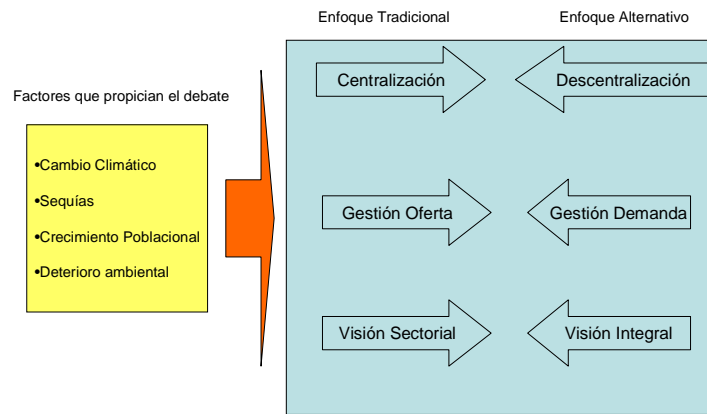 Enfoque Tradicional
Enfoque Alternativo
Factores que propician el debate
•Cambio Climático
•Sequías
•Crecimiento Poblacional
•Deterioro ambiental
Centralización
Descentralización
Gestión Oferta
Gestión Demanda
Visión Sectorial
Visión Integral